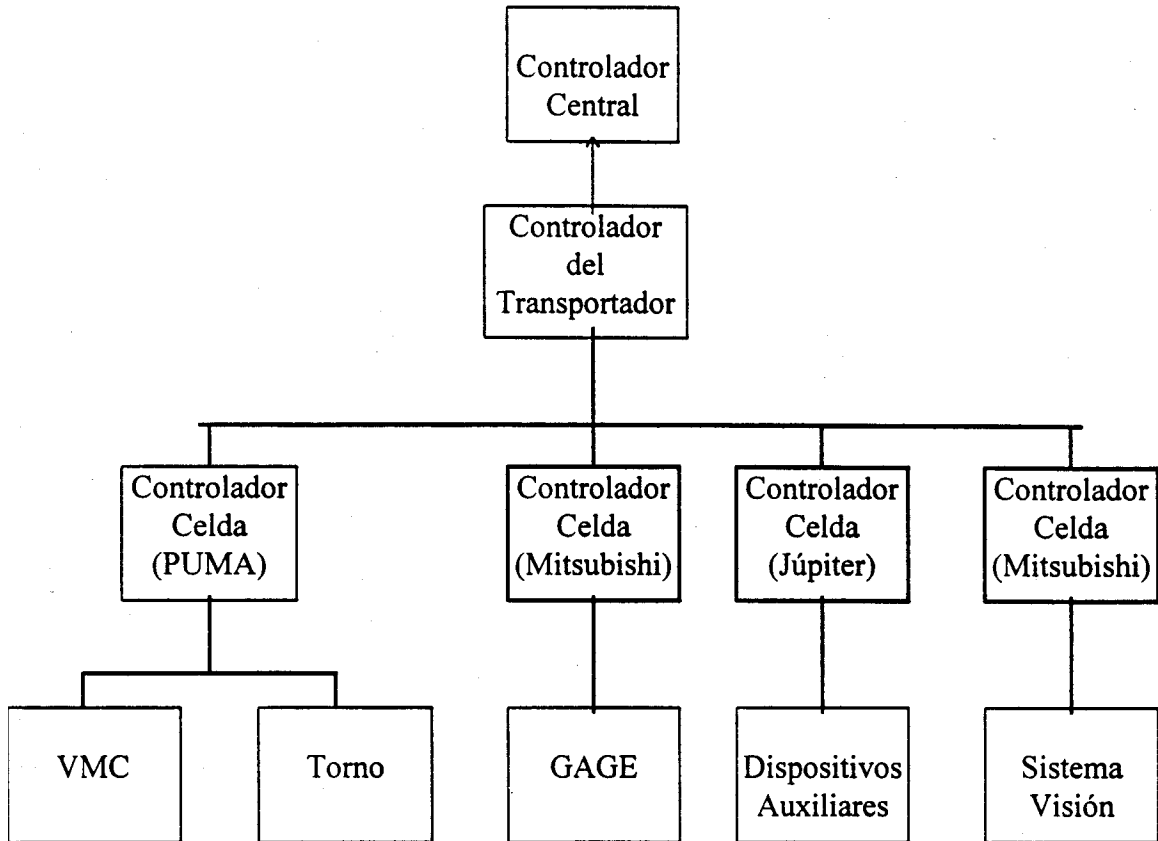 Controlador
Central
Controlador
del
Transportador
Controlador
Celda
(PUMA)
Controlador
Celda
(Mitsubishi)
Controlador
Celda
(Júpiter)
Controlador
Celda
(Mitsubishi)
VMC
Torno
GAGE
Dispositivos
Auxiliares
Sistema
Visión